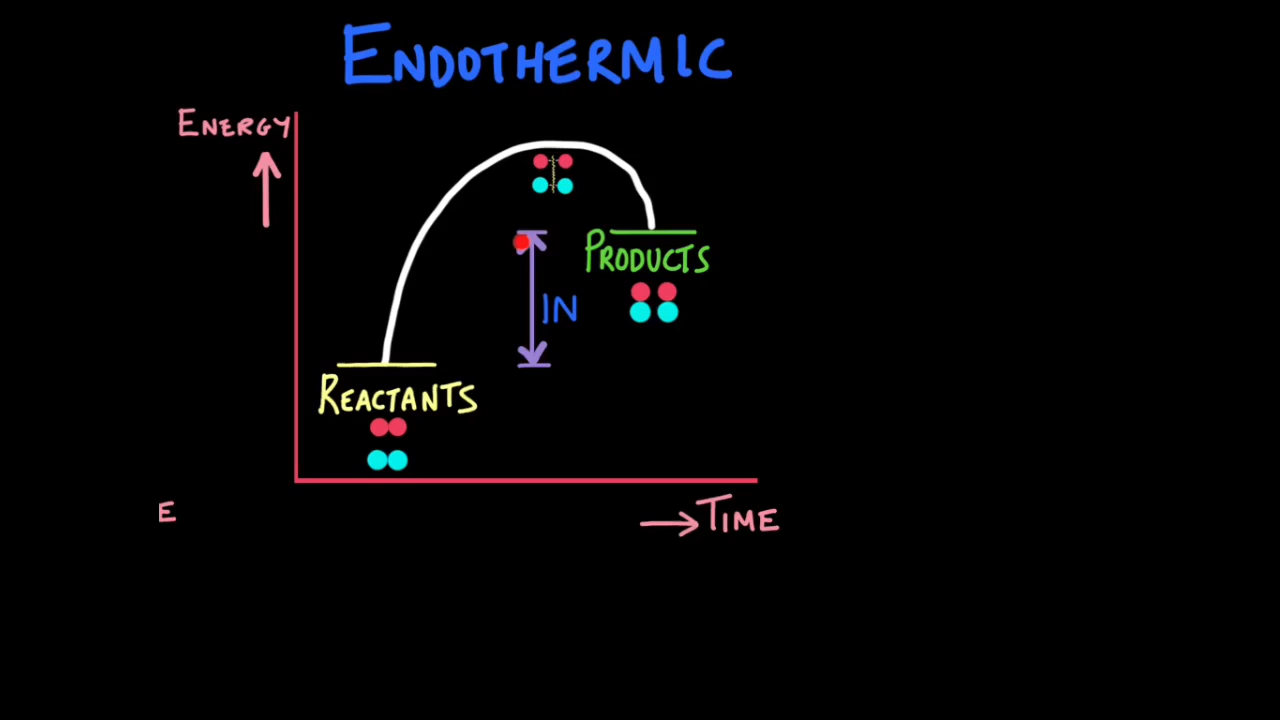 ENDOTHERMIC
ENERGY
PRODUCTS
IN
REACTANTS
E
TIME